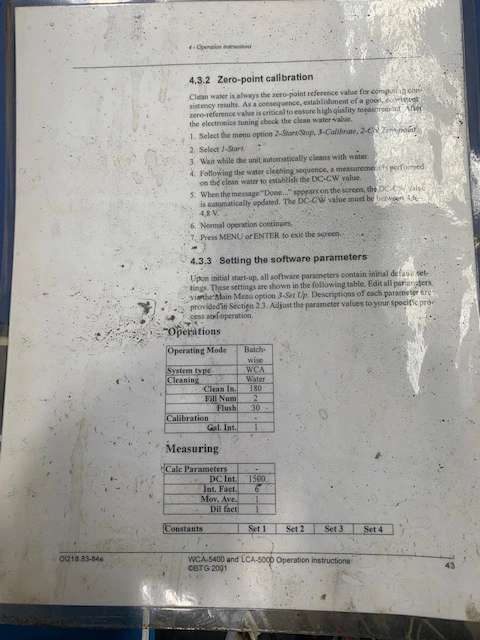 4 - Operation instructions
4.3.2 Zero-point calibration
Clean water is always the zero-point reference value for computing con-
sistency results. As a consequence, establishment of a good, consistent
zero-reference value is critical to ensure high quality measurement. After
the electronics tuning check the clean water value.
1. Select the menu option 2-Start/Stop, 3-Calibrate, 2-Cal Zero-point.
2. Select 1-Start.
3. Wait while the unit automatically cleans with water.
4. Following the water cleaning sequence, a measurement is performed
on the clean water to establish the DC-CW value.
5. When the message "Done..." appears on the screen, the DC-CW value
is automatically updated. The DC-CW value must be between 4,6-
4,8 V.
6. Normal operation continues.
7. Press MENU or ENTER to exit the screen.
4.3.3 Setting the software parameters
Upon initial start-up, all software parameters contain initial default set-
tings. These settings are shown in the following table. Edit all parameters
via the Main Menu option 3-Set Up. Descriptions of each parameter are
provided in Section 2.3. Adjust the parameter values to your specific pro-
cess and operation.
Operations
Operating Mode Batch-
wise
System type WCA
Cleaning Water
Clean In. 180
Fill Num 2
Flush 30
Calibration -
Cal. Int. 1
Measuring
Calc Parameters -
DC Int. 1500
Int. Fact. 6
Mov. Ave. 1
Dil fact 1
Constants Set 1 Set 2 Set 3 Set 4
OI218.83-84e WCA-5400 and LCA-5000 Operation instructions 43
©BTG 2001